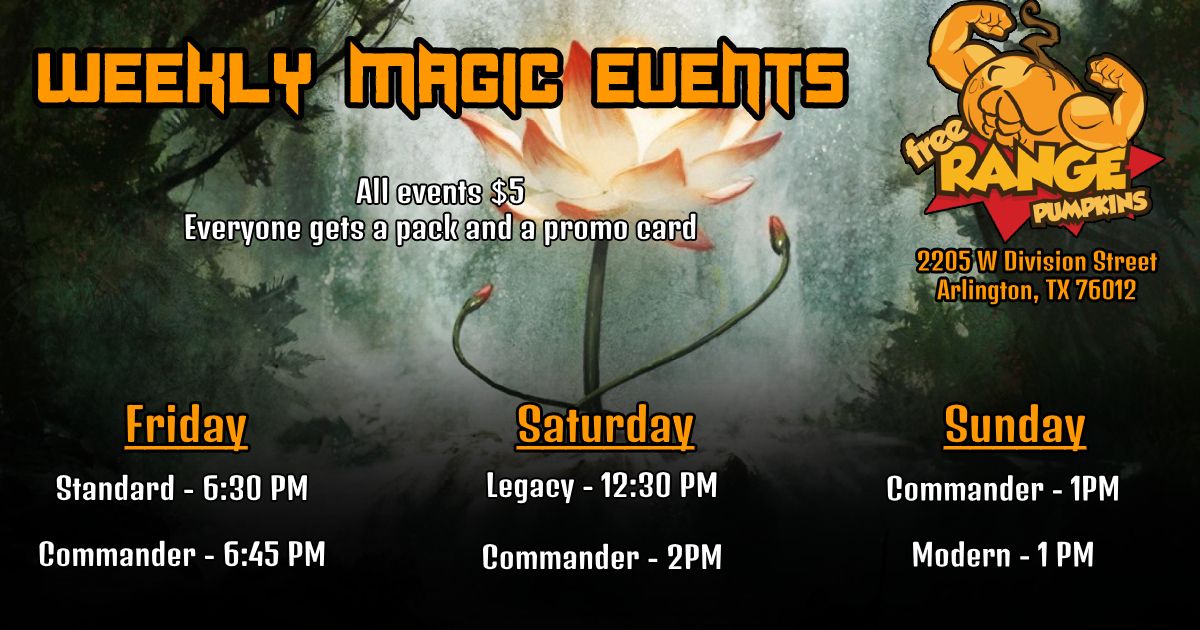 WEEKLY MAGIC EVENTS
All events $5
Everyone gets a pack and a promo card
free
RANGE
PUMPKINS
2205 W Division Street
Arlington, TX 76012
Friday
Standard - 6:30 PM
Commander - 6:45 PM
Saturday
Legacy - 12:30 PM
Commander - 2PM
Sunday
Commander - 1PM
Modern - 1 PM